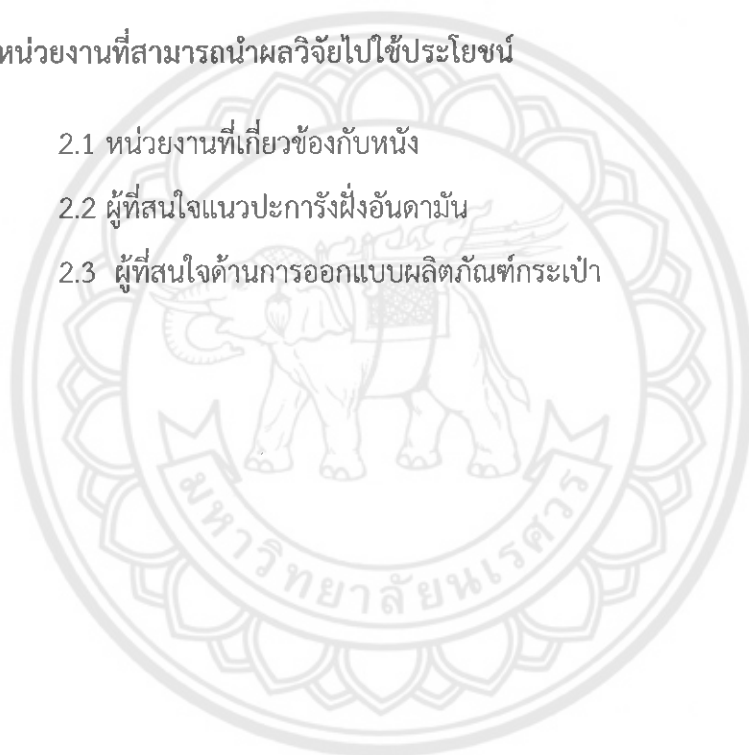 หน่วยงานที่สามารถนำผลวิจัยไปใช้ประโยชน์
2.1 หน่วยงานที่เกี่ยวข้องกับหนัง
2.2 ผู้ที่สนใจแนวปะการังฝั่งอันดามัน
2.3 ผู้ที่สนใจด้านการออกแบบผลิตภัณฑ์กระเป๋า
มหาวิทยาลัยนเรศวร